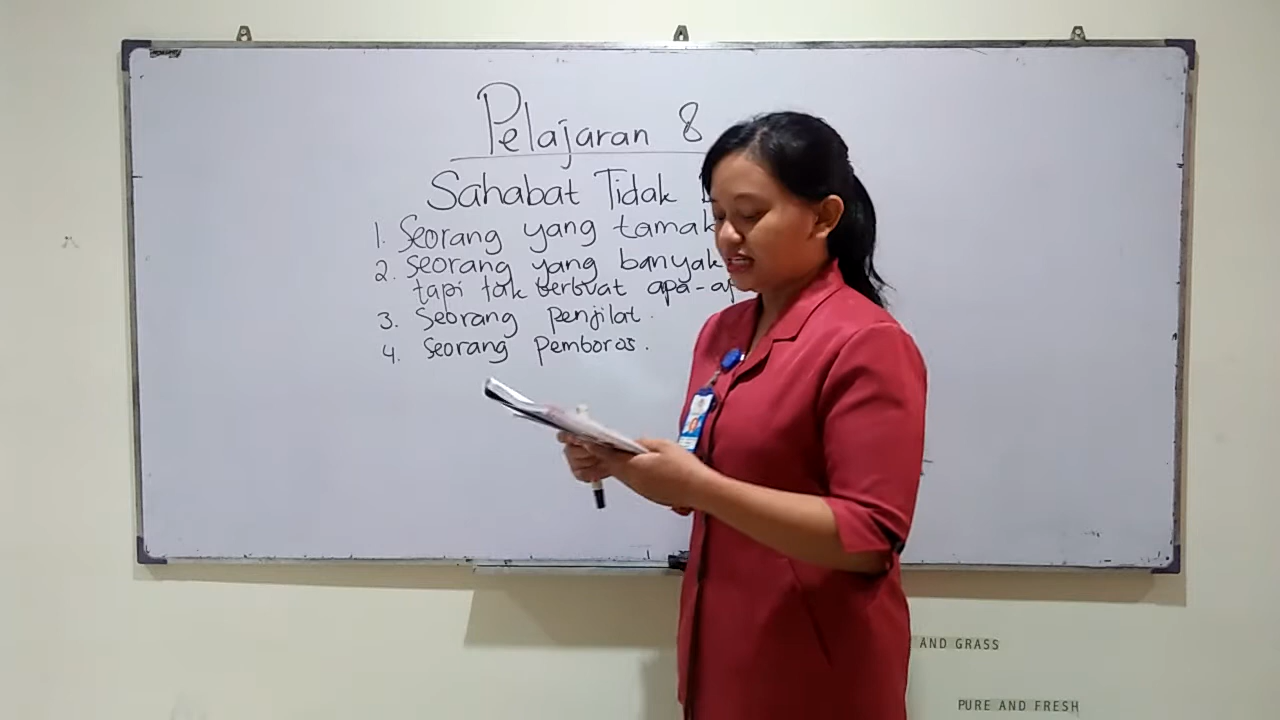 Pelajaran 8
Sahabat Tidak
1. Seorang yang tamak
2. Seorang yang banyak
tapi tak berbuat
3. Seorang penjilat.
4. Seorang Pemboros.
AND GRASS
PURE AND FRESH